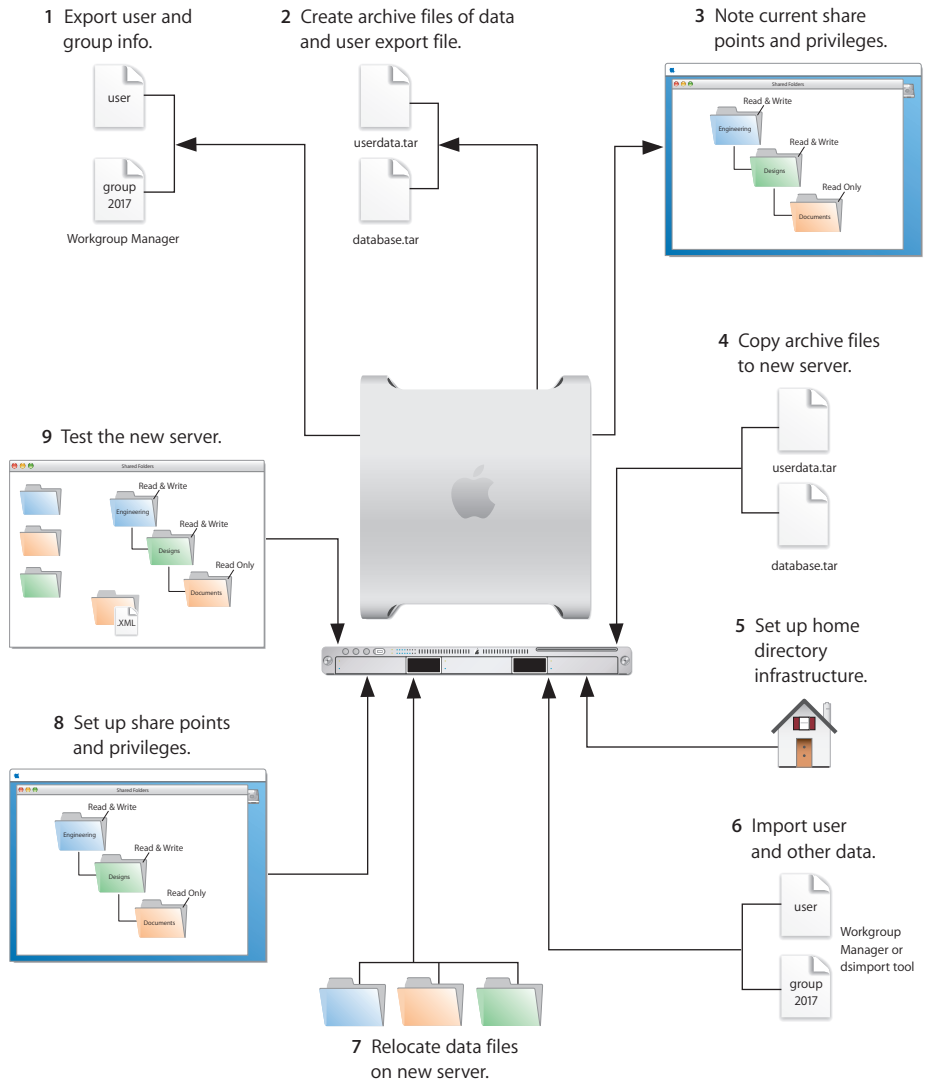 1 Export user and
group info.
user
group
2017
Workgroup Manager
2 Create archive files of data
and user export file.
userdata.tar
database.tar
3 Note current share
points and privileges.
Shared Folders
Read & Write
Engineering
Read & Write
Designs
Read Only
Documents
4 Copy archive files
to new server.
userdata.tar
database.tar
5 Set up home
directory
infrastructure.
6 Import user
and other data.
user
group
2017
Workgroup
Manager or
dsimport tool
7 Relocate data files
on new server.
8 Set up share points
and privileges.
Shared Folders
Read & Write
Engineering
Read & Write
Designs
Read Only
Documents
9 Test the new server.
Shared Folders
Read & Write
Engineering
Read & Write
Designs
Read Only
Documents
.XML